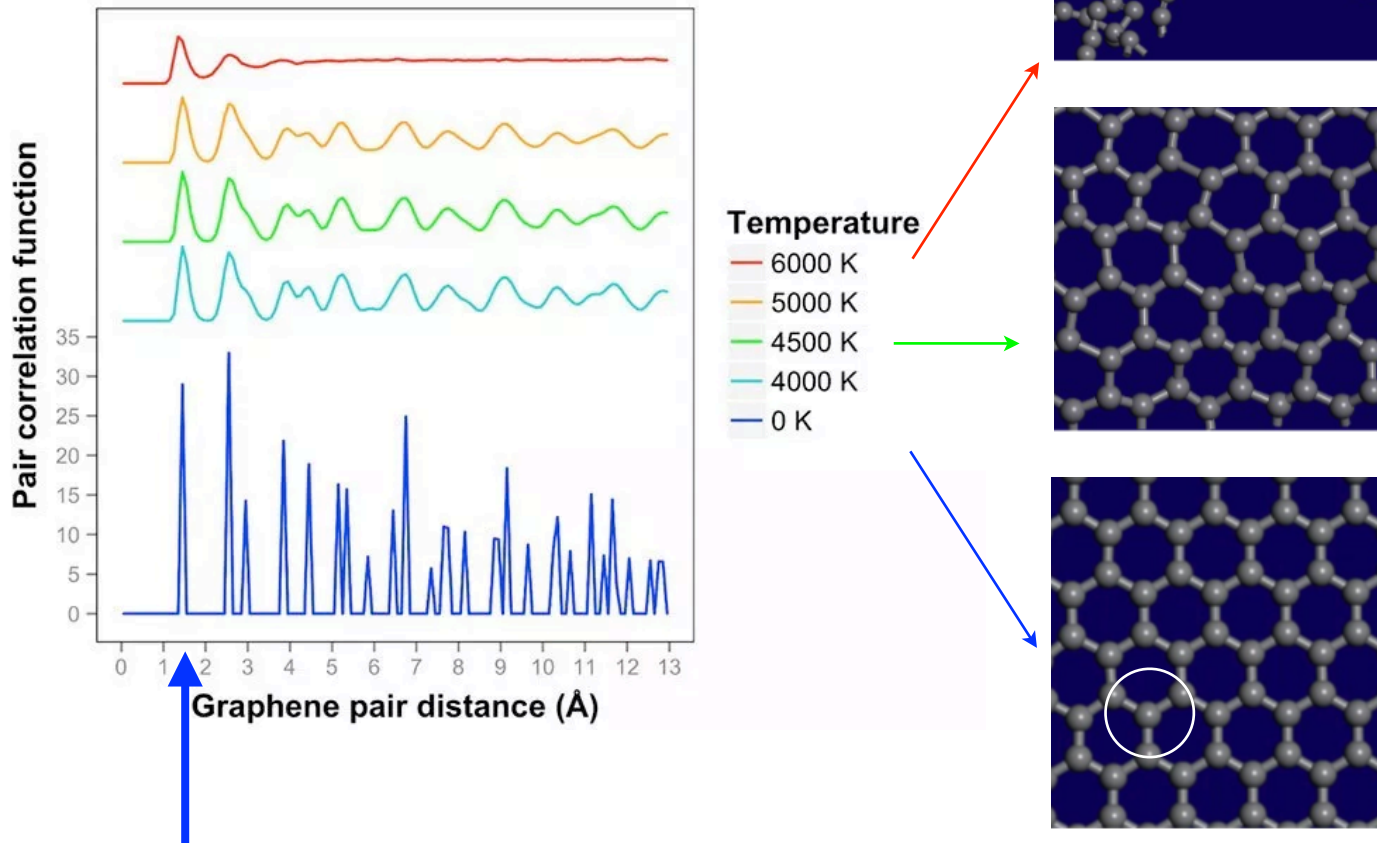 Pair correlation function
35
30
25
20
15
10
5
0
0 1 2 3 4 5 6 7 8 9 10 11 12 13
Graphene pair distance (Å)
Temperature
6000 K
5000 K
4500 K
4000 K
0 K